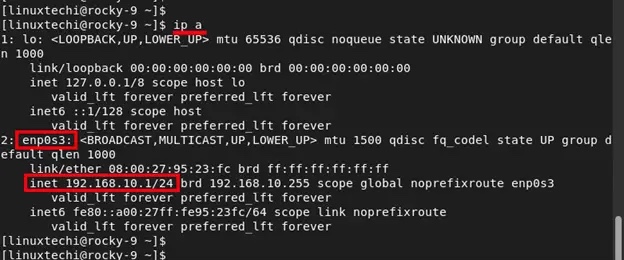 [linuxtechi@rocky-9 ~]$
[linuxtechi@rocky-9 ~]$ ip a
1: lo: <LOOPBACK,UP,LOWER_UP> mtu 65536 qdisc noqueue state UNKNOWN group default qle
n 1000
link/loopback 00:00:00:00:00:00 brd 00:00:00:00:00:00
inet 127.0.0.1/8 scope host lo
valid_lft forever preferred_lft forever
inet6 ::1/128 scope host
valid_lft forever preferred_lft forever
2: enp0s3: <BROADCAST,MULTICAST,UP,LOWER_UP> mtu 1500 qdisc fq_codel state UP group d
efault qlen 1000
link/ether 08:00:27:95:23:fc brd ff:ff:ff:ff:ff:ff
inet 192.168.10.1/24 brd 192.168.10.255 scope global noprefixroute enp0s3
valid_lft forever preferred_lft forever
inet6 fe80::a00:27ff:fe95:23fc/64 scope link noprefixroute
valid_lft forever preferred_lft forever
[linuxtechi@rocky-9 ~]$
[linuxtechi@rocky-9 ~]$